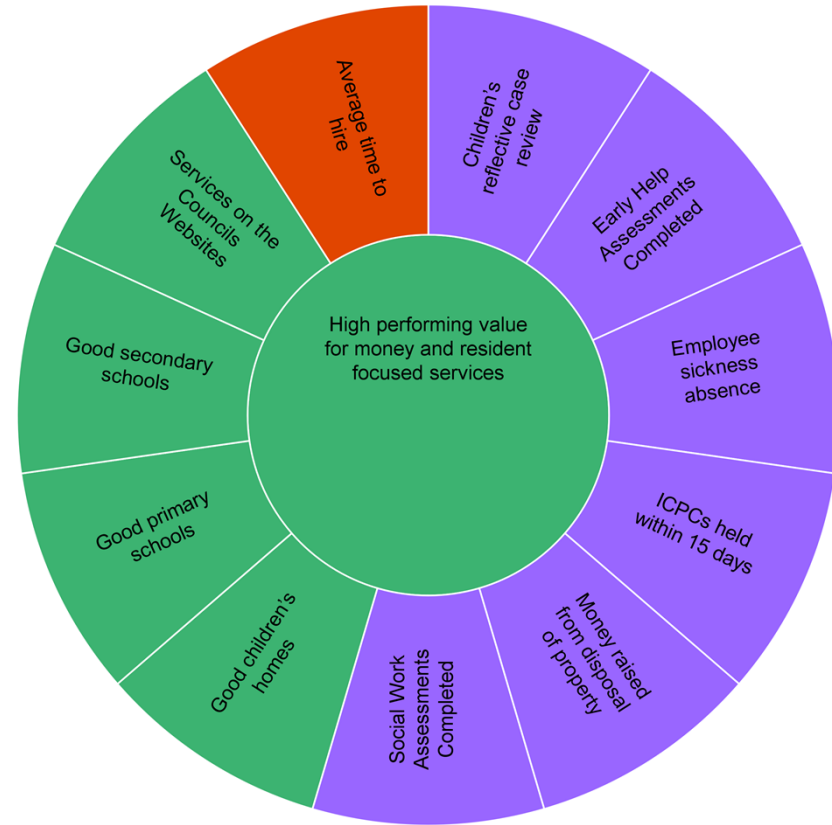 High performing value
for money and resident
focused services
Children's
reflective case
review
Early Help
Assessments
Completed
Employee
sickness
absence
ICPCs held
within 15 days
Money raised
from disposal
of property
Social Work
Assessments
Completed
Good children's
homes
Good primary
schools
Good secondary
schools
Services on the
Councils
Websites
Average time to
hire